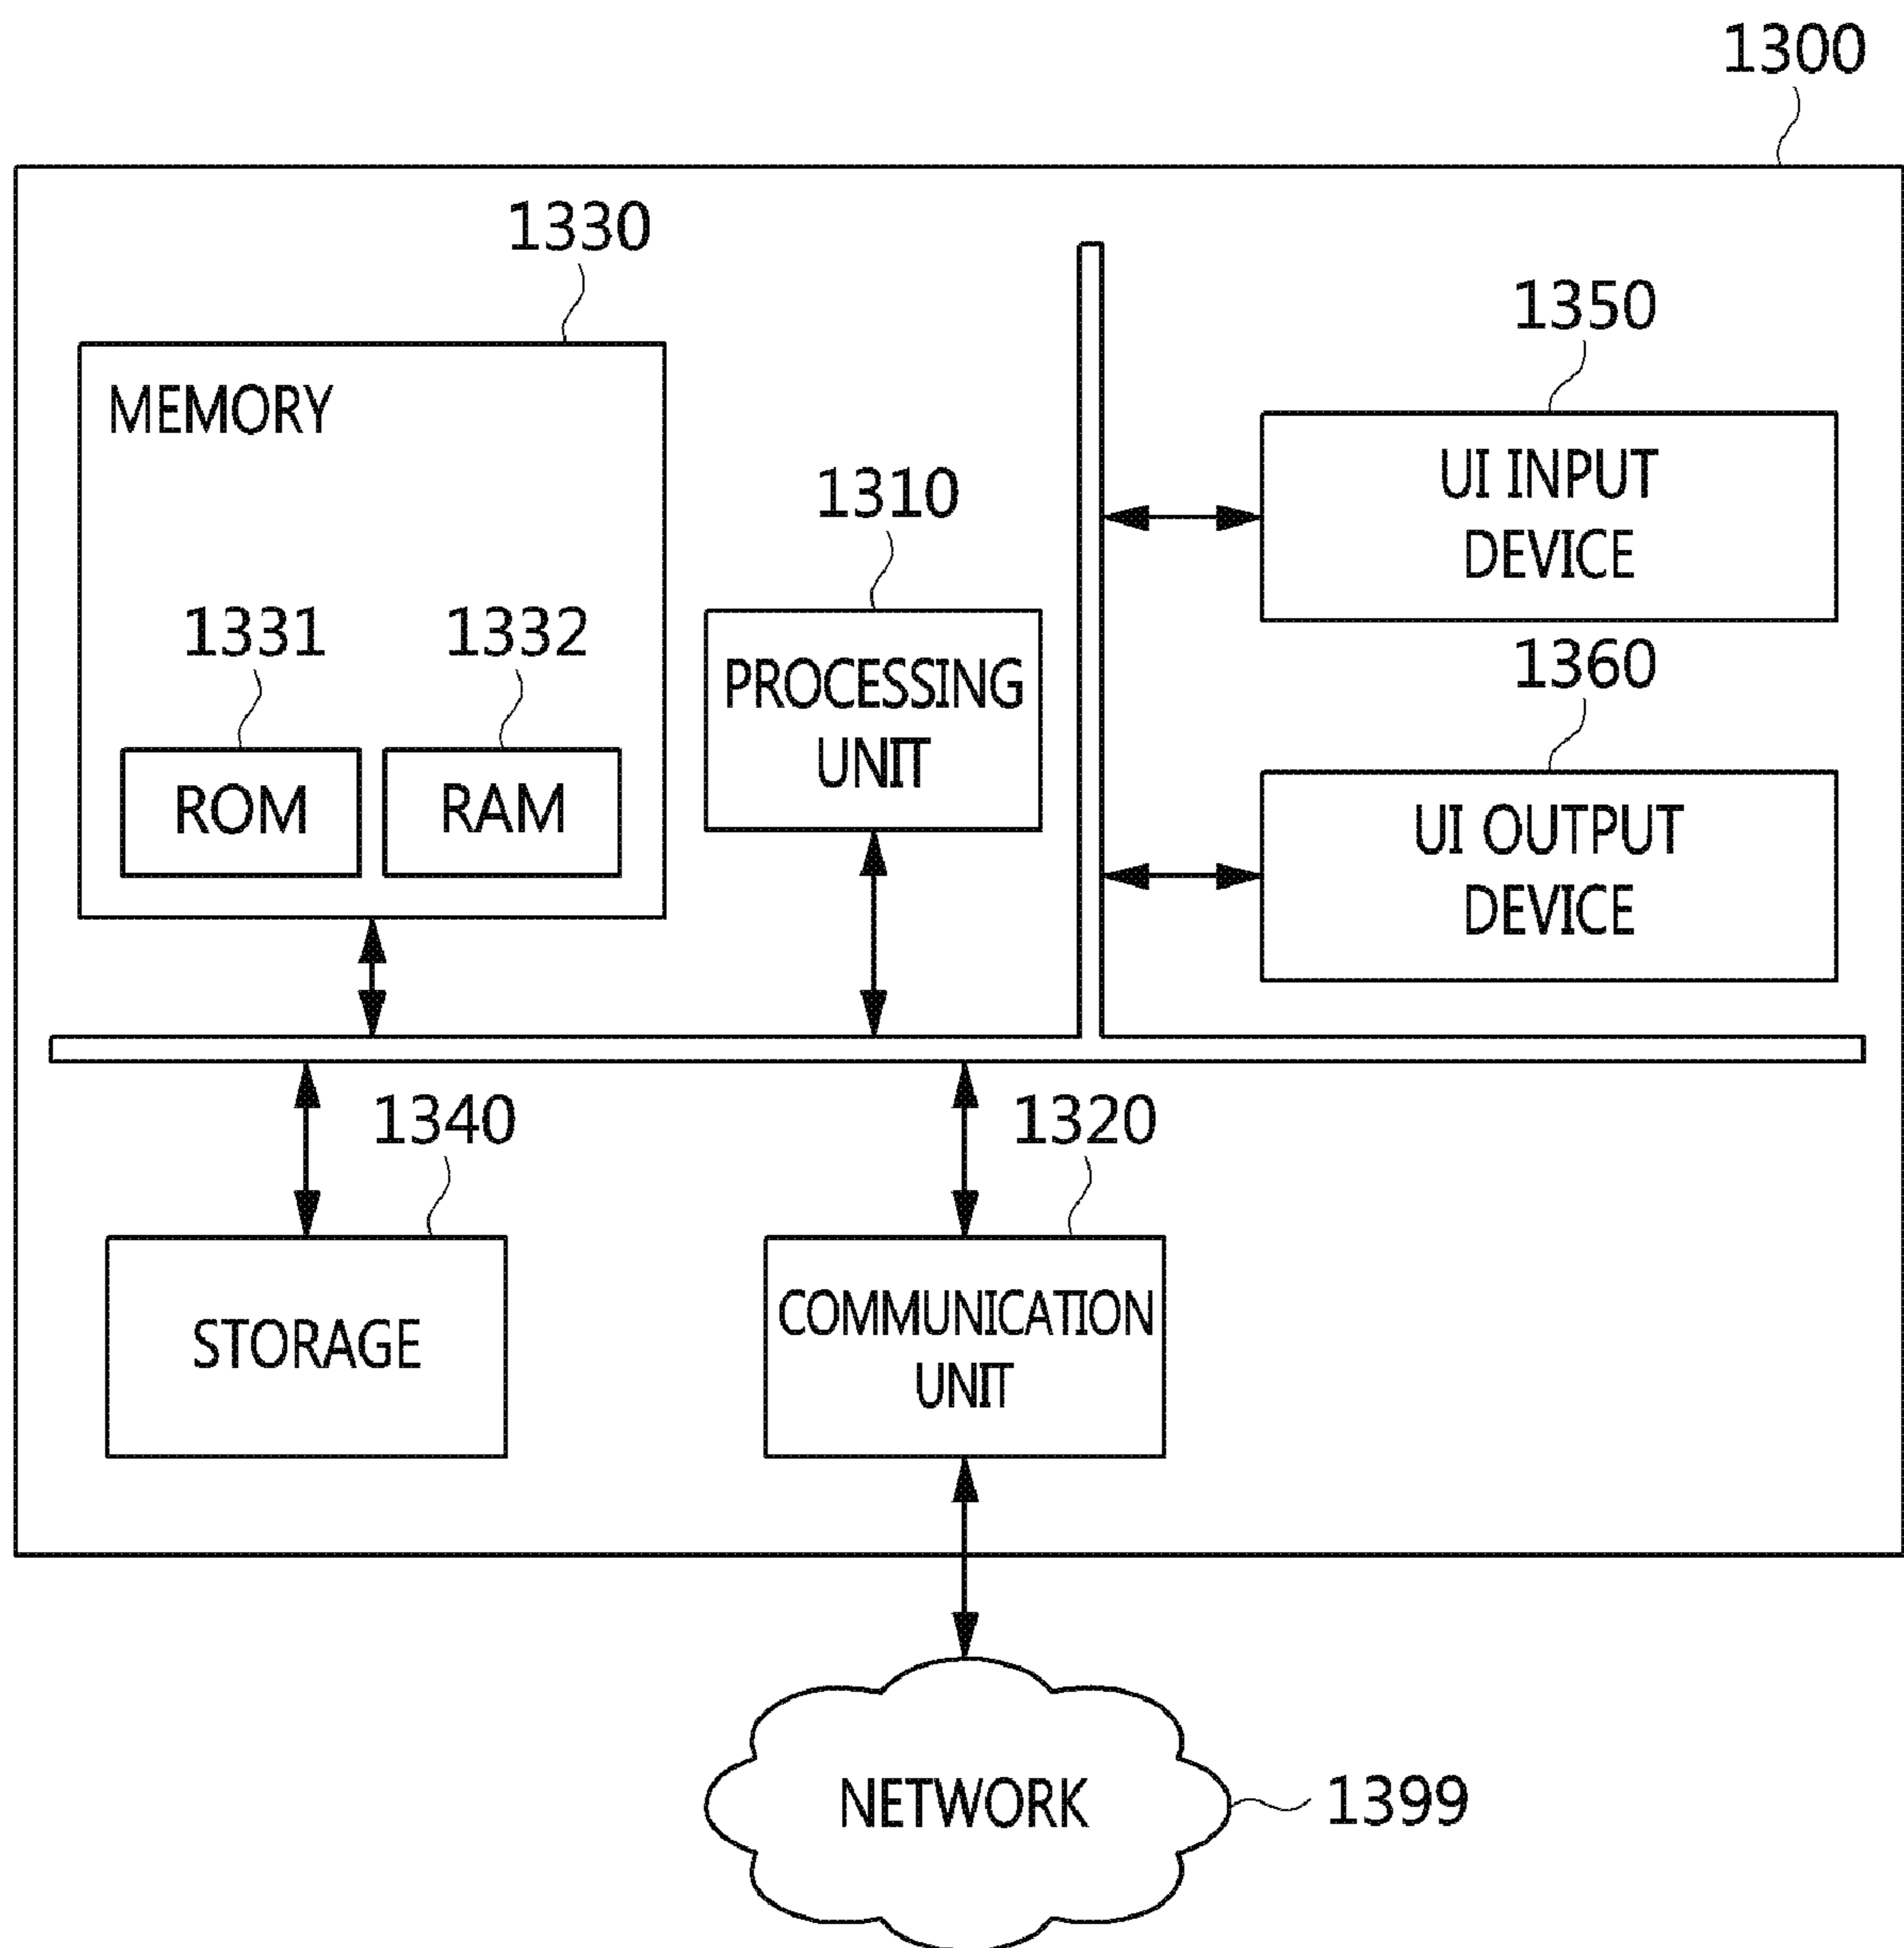 1300
1330
MEMORY
1331
1332
ROM
RAM
1310
PROCESSING
UNIT
1350
UI INPUT
DEVICE
1360
UI OUTPUT
DEVICE
1340
STORAGE
1320
COMMUNICATION
UNIT
NETWORK
1399